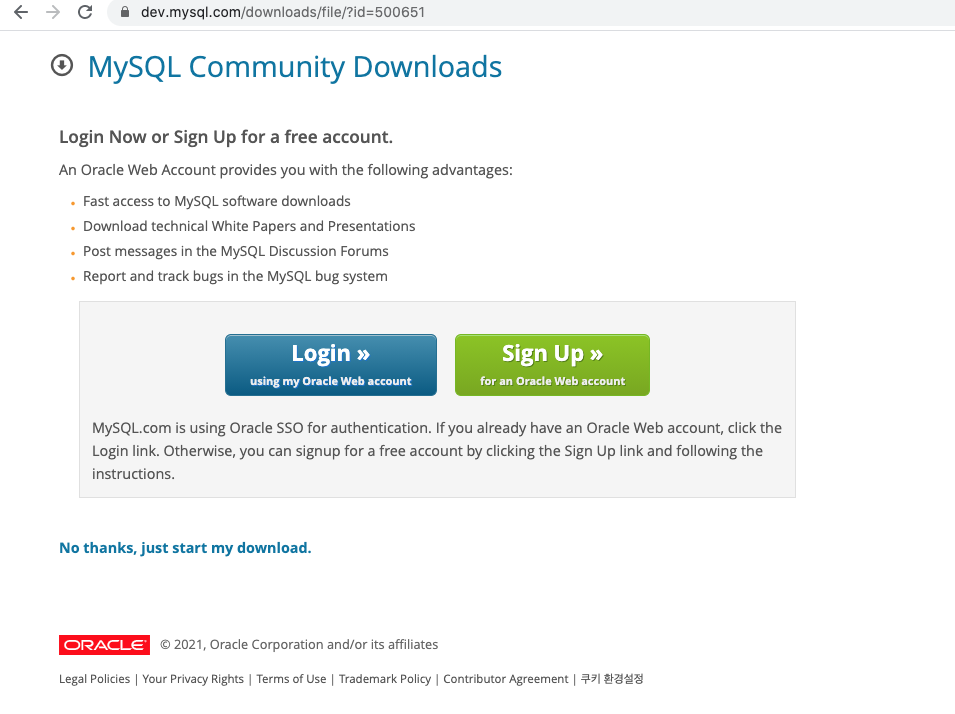 dev.mysql.com/downloads/file/?id=500651
MySQL Community Downloads
Login Now or Sign Up for a free account.
An Oracle Web Account provides you with the following advantages:
Fast access to MySQL software downloads
Download technical White Papers and Presentations
Post messages in the MySQL Discussion Forums
Report and track bugs in the MySQL bug system
Login »
using my Oracle Web account
Sign Up »
for an Oracle Web account
MySQL.com is using Oracle SSO for authentication. If you already have an Oracle Web account, click the
Login link. Otherwise, you can signup for a free account by clicking the Sign Up link and following the
instructions.
No thanks, just start my download.
ORACLE © 2021, Oracle Corporation and/or its affiliates
Legal Policies | Your Privacy Rights | Terms of Use | Trademark Policy | Contributor Agreement | 쿠키 환경설정